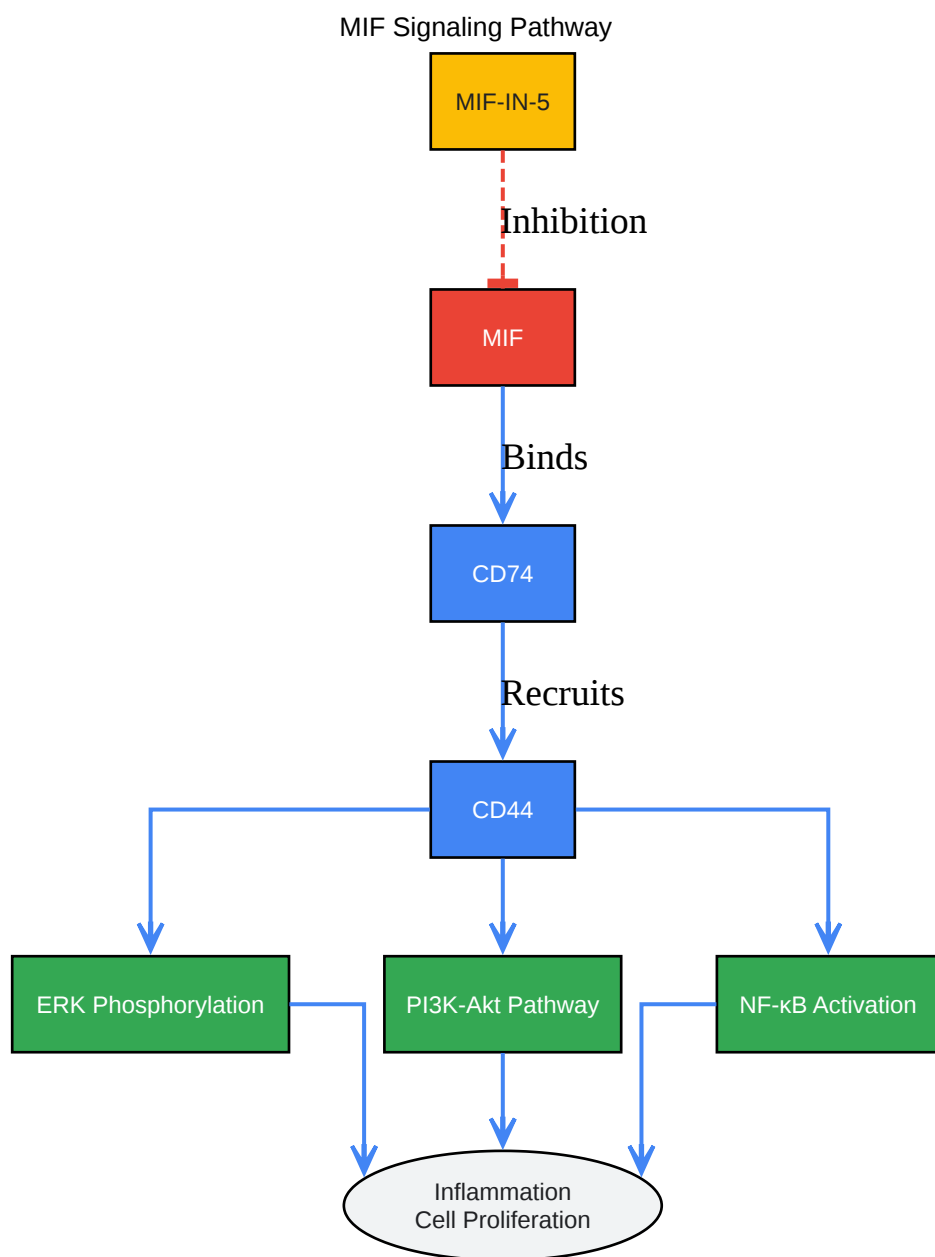 MIF Signaling Pathway
MIF-IN-5
Inhibition
MIF
Binds
CD74
Recruits
CD44
ERK Phosphorylation
PI3K-Akt Pathway
NF-κB Activation
Inflammation
Cell Proliferation